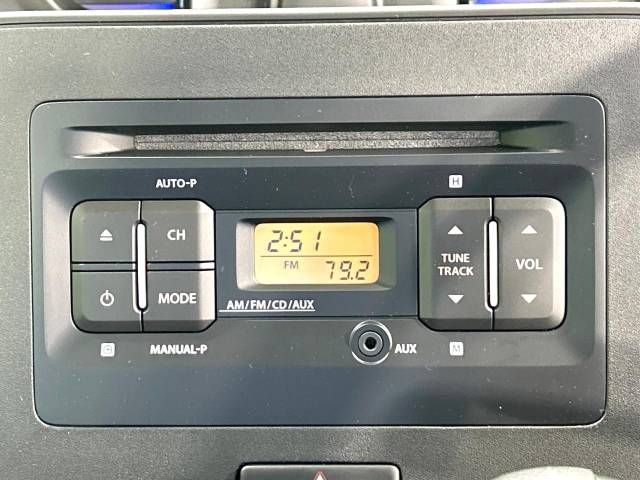 AUTO-P
H
CH
TUNE
TRACK
VOL
2:51
FM
79.2
MODE
AM/FM/CD/AUX
MANUAL-P
AUX
M